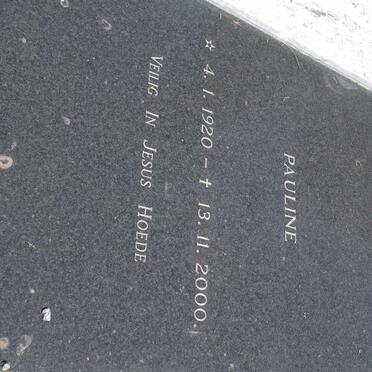 PAULINE
☆ 4. 1. 1920 – † 13. 11. 2000.
VEILIG IN JESUS HOEDE